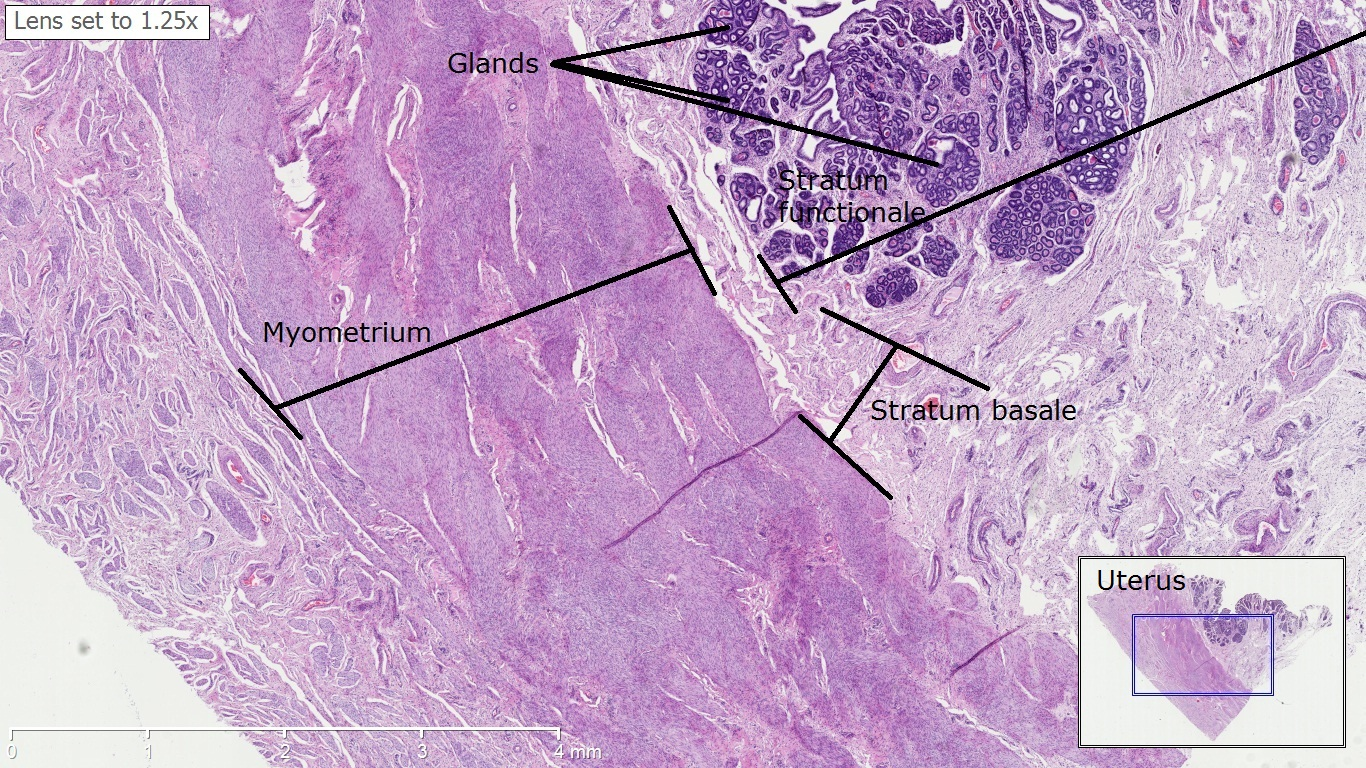 Lens set to 1.25x
Glands
Stratum
functionale
Myometrium
Stratum basale
Uterus
0 1 2 3 4 mm